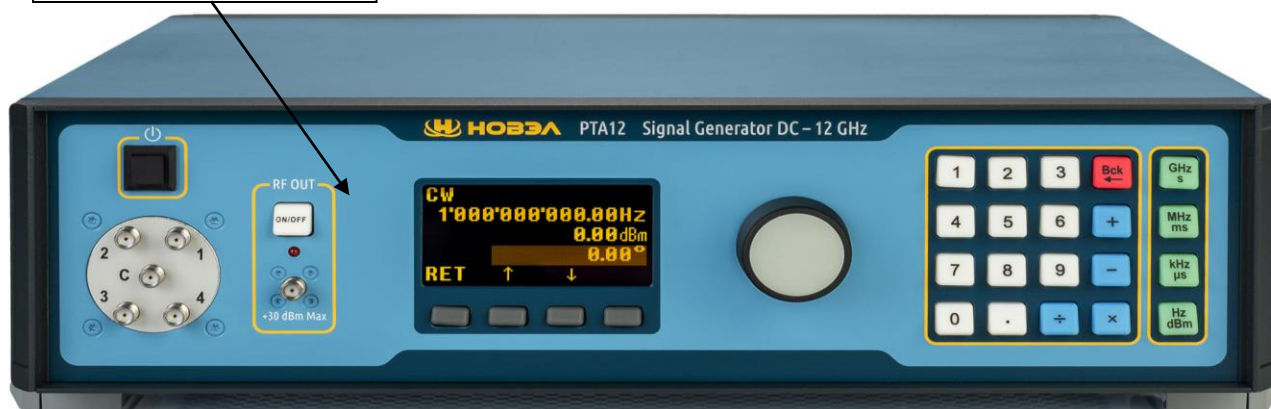 НОВЭЛ PTA12 Signal Generator DC – 12 GHz
RF OUT
ON/OFF
+30 dBm Max
2
1
C
3
4
CW
1'000'000'000.00Hz
0.00dBm
0.00°
RET ↑ ↓
1 2 3 Bck ←
4 5 6 +
7 8 9 −
0 . ÷ ×
GHz
s
MHz
ms
kHz
µs
Hz
dBm